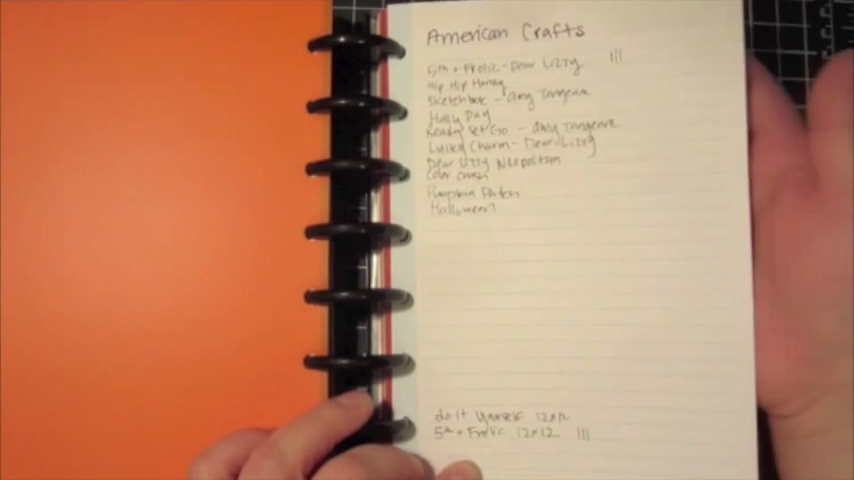 American Crafts
5th + Frolic - Dear Lizzy |||
Hip Hip Hooray
Sketchbook - Amy Tangerine
Holly Day
Ready Set Go - Amy Tangerine
Lucky Charm - Dear Lizzy
Dear Lizzy Neopolitan
Color Crush
Pumpkin Patch
Halloween
do it yourself 12x12
5th + Frolic 12x12 |||